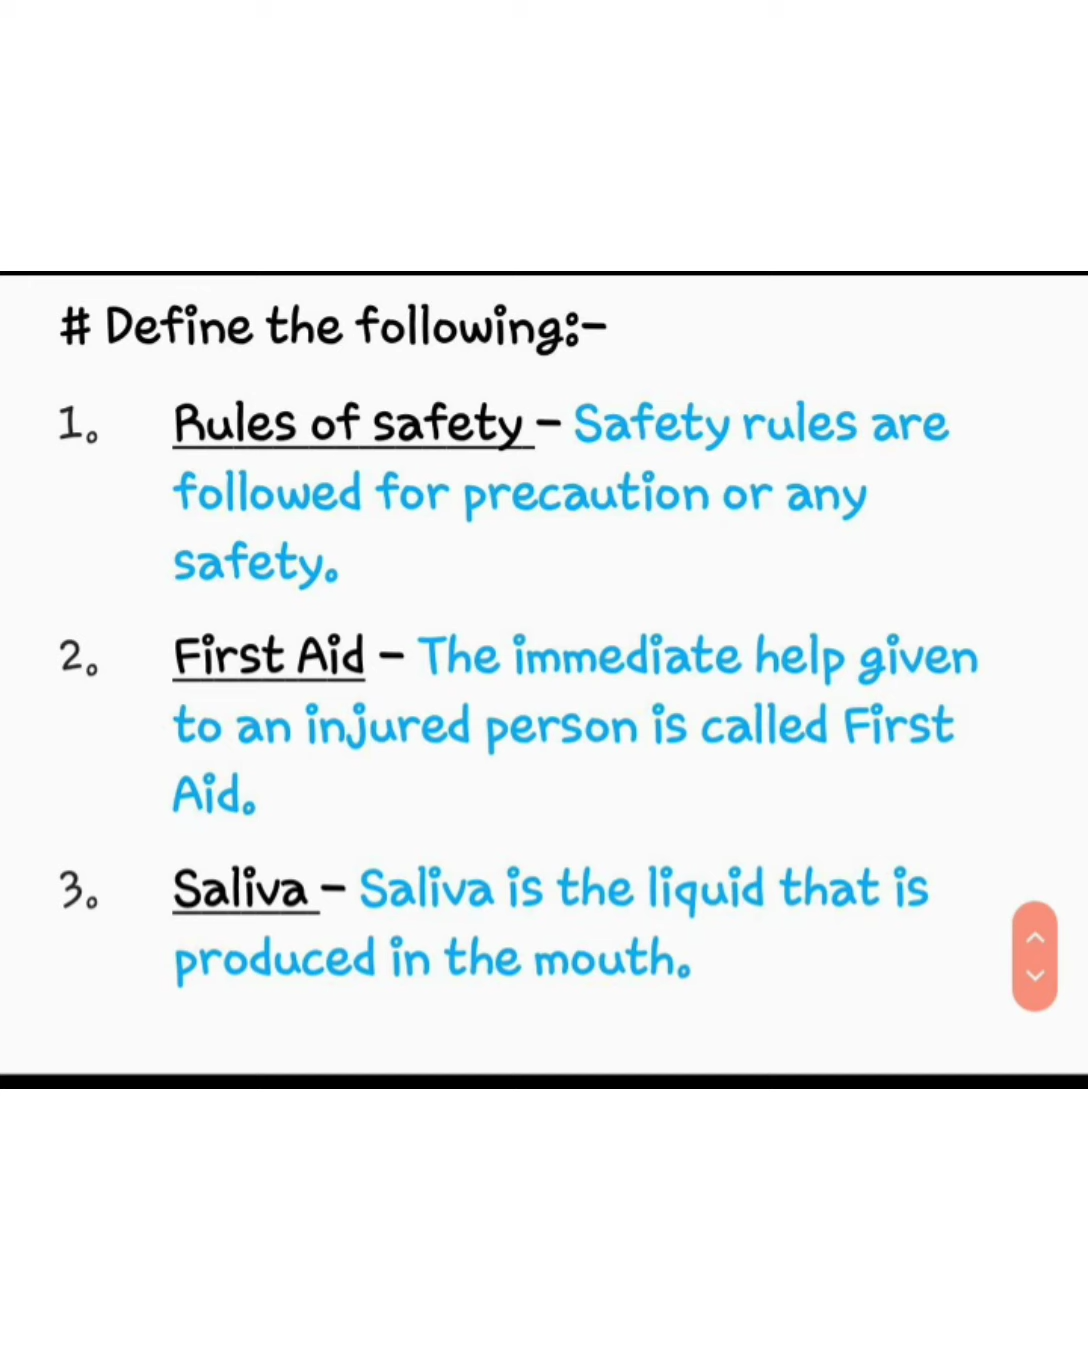 # Define the following:-
1. Rules of safety - Safety rules are
followed for precaution or any
safety.
2. First Aid - The immediate help given
to an injured person is called First
Aid.
3. Saliva - Saliva is the liquid that is
produced in the mouth.